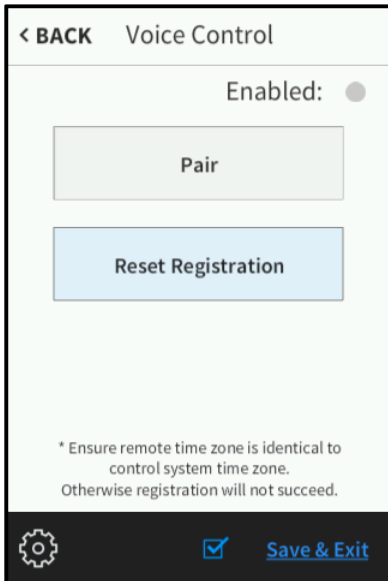 < BACK Voice Control
Enabled:
Pair
Reset Registration
* Ensure remote time zone is identical to
control system time zone.
Otherwise registration will not succeed.
Save & Exit